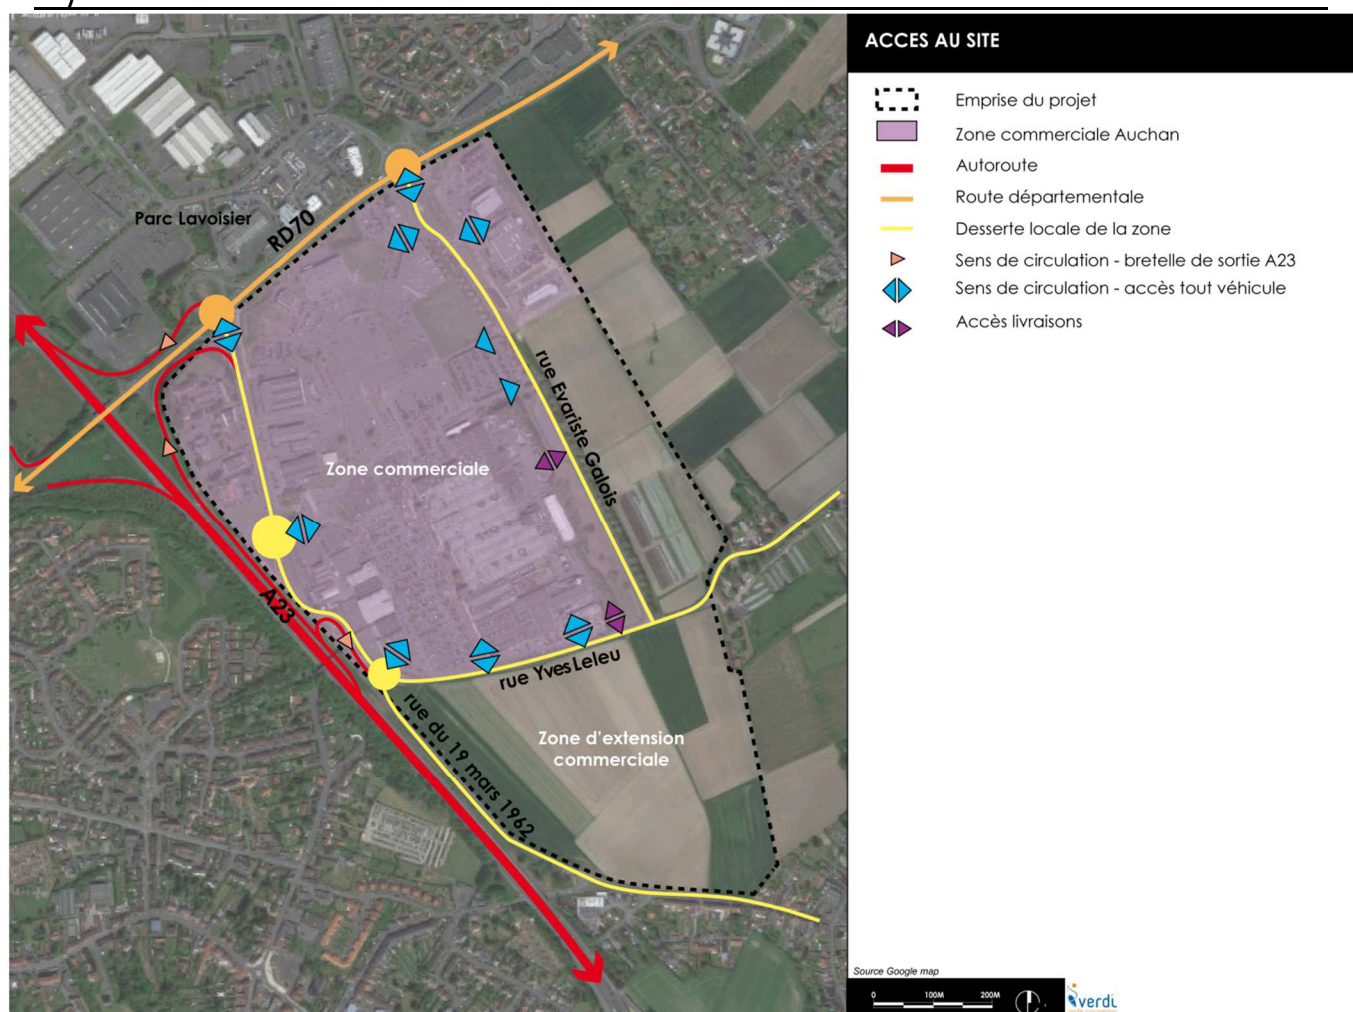 ACCES AU SITE
Emprise du projet
Zone commerciale Auchan
Autoroute
Route départementale
Desserte locale de la zone
Sens de circulation - bretelle de sortie A23
Sens de circulation - accès tout véhicule
Accès livraisons
Parc Lavoisier
RD70
rue Evariste Galois
Zone commerciale
A23
rue Yves Leleu
rue du 19 mars 1962
Zone d'extension
commerciale
Source Google map
0 100M 200M
verdi